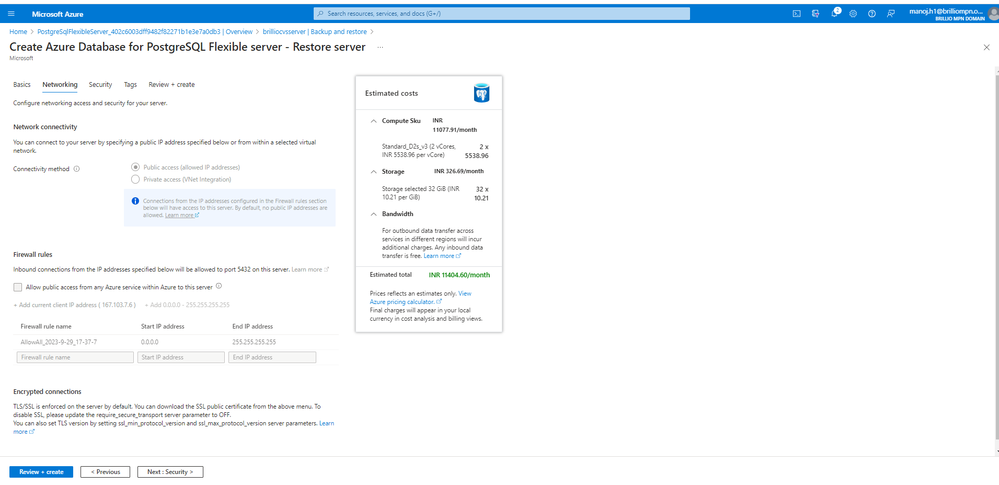 Microsoft Azure
Search resources, services, and docs (G+/)
2
manoj.h1@brilliompn.o...
BRILLIO MPN DOMAIN
Home > PostgreSqlFlexibleServer_402c6003dff9482f82271b1e3e7a0db3 | Overview > brilliocvsserver | Backup and restore >
Create Azure Database for PostgreSQL Flexible server - Restore server ...
Microsoft
Basics Networking Security Tags Review + create
Configure networking access and security for your server.
Network connectivity
You can connect to your server by specifying a public IP address specified below or from within a selected virtual
network.
Connectivity method
Public access (allowed IP addresses)
Private access (VNet Integration)
Connections from the IP addresses configured in the Firewall rules section
below will have access to this server. By default, no public IP addresses are
allowed. Learn more
Firewall rules
Inbound connections from the IP addresses specified below will be allowed to port 5432 on this server. Learn more
Allow public access from any Azure service within Azure to this server
+ Add current client IP address ( 167.103.7.6 ) + Add 0.0.0.0 - 255.255.255.255
Firewall rule name Start IP address End IP address
AllowAll_2023-9-29_17-37-7 0.0.0.0 255.255.255.255
Firewall rule name Start IP address End IP address
Encrypted connections
TLS/SSL is enforced on the server by default. You can download the SSL public certificate from the above menu. To
disable SSL, please update the require_secure_transport server parameter to OFF.
You can also set TLS version by setting ssl_min_protocol_version and ssl_max_protocol_version server parameters. Learn
more
Estimated costs
Compute Sku INR
11077.91/month
Standard_D2s_v3 (2 vCores, 2 x
INR 5538.96 per vCore) 5538.96
Storage INR 326.69/month
Storage selected 32 GiB (INR 32 x
10.21 per GiB) 10.21
Bandwidth
For outbound data transfer across
services in different regions will incur
additional charges. Any inbound data
transfer is free. Learn more
Estimated total INR 11404.60/month
Prices reflects an estimates only. View
Azure pricing calculator.
Final charges will appear in your local
currency in cost analysis and billing views.
Review + create < Previous Next : Security >